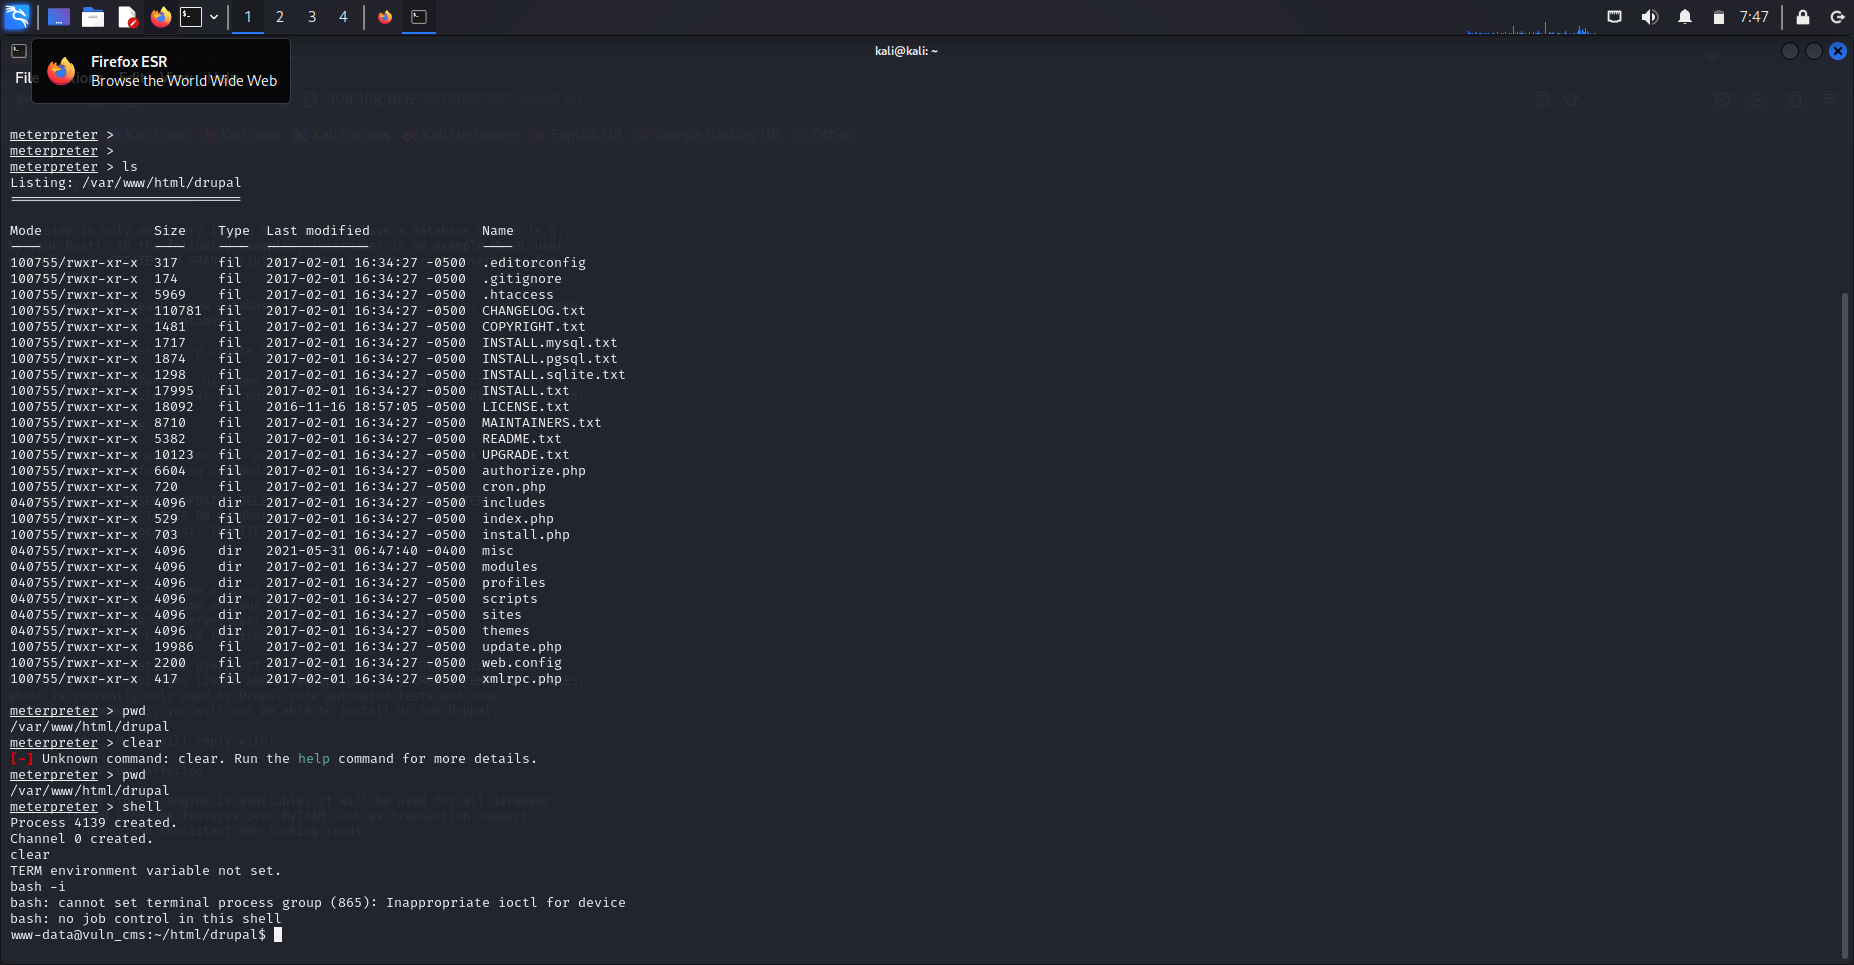 1 2 3 4 7:47
kali@kali: ~
Firefox ESR
Browse the World Wide Web
File
198.168.18.5
Kali Tools Kali Docs Kali Forums Kali NetHunter Exploit-DB Google Hacking DB OffSec
meterpreter >
meterpreter >
meterpreter > ls
Listing: /var/www/html/drupal
=============================
Mode Size Type Last modified Name
100755/rwxr-xr-x 317 fil 2017-02-01 16:34:27 -0500 .editorconfig
100755/rwxr-xr-x 174 fil 2017-02-01 16:34:27 -0500 .gitignore
100755/rwxr-xr-x 5969 fil 2017-02-01 16:34:27 -0500 .htaccess
100755/rwxr-xr-x 110781 fil 2017-02-01 16:34:27 -0500 CHANGELOG.txt
100755/rwxr-xr-x 1481 fil 2017-02-01 16:34:27 -0500 COPYRIGHT.txt
100755/rwxr-xr-x 1717 fil 2017-02-01 16:34:27 -0500 INSTALL.mysql.txt
100755/rwxr-xr-x 1874 fil 2017-02-01 16:34:27 -0500 INSTALL.pgsql.txt
100755/rwxr-xr-x 1298 fil 2017-02-01 16:34:27 -0500 INSTALL.sqlite.txt
100755/rwxr-xr-x 17995 fil 2017-02-01 16:34:27 -0500 INSTALL.txt
100755/rwxr-xr-x 18092 fil 2016-11-16 18:57:05 -0500 LICENSE.txt
100755/rwxr-xr-x 8710 fil 2017-02-01 16:34:27 -0500 MAINTAINERS.txt
100755/rwxr-xr-x 5382 fil 2017-02-01 16:34:27 -0500 README.txt
100755/rwxr-xr-x 10123 fil 2017-02-01 16:34:27 -0500 UPGRADE.txt
100755/rwxr-xr-x 6604 fil 2017-02-01 16:34:27 -0500 authorize.php
100755/rwxr-xr-x 720 fil 2017-02-01 16:34:27 -0500 cron.php
040755/rwxr-xr-x 4096 dir 2017-02-01 16:34:27 -0500 includes
100755/rwxr-xr-x 529 fil 2017-02-01 16:34:27 -0500 index.php
100755/rwxr-xr-x 703 fil 2017-02-01 16:34:27 -0500 install.php
040755/rwxr-xr-x 4096 dir 2021-05-31 06:47:40 -0400 misc
040755/rwxr-xr-x 4096 dir 2017-02-01 16:34:27 -0500 modules
040755/rwxr-xr-x 4096 dir 2017-02-01 16:34:27 -0500 profiles
040755/rwxr-xr-x 4096 dir 2017-02-01 16:34:27 -0500 scripts
040755/rwxr-xr-x 4096 dir 2017-02-01 16:34:27 -0500 sites
040755/rwxr-xr-x 4096 dir 2017-02-01 16:34:27 -0500 themes
100755/rwxr-xr-x 19986 fil 2017-02-01 16:34:27 -0500 update.php
100755/rwxr-xr-x 2200 fil 2017-02-01 16:34:27 -0500 web.config
100755/rwxr-xr-x 417 fil 2017-02-01 16:34:27 -0500 xmlrpc.php
meterpreter > pwd
/var/www/html/drupal
meterpreter > clear
[-] Unknown command: clear. Run the help command for more details.
meterpreter > pwd
/var/www/html/drupal
meterpreter > shell
Process 4139 created.
Channel 0 created.
clear
TERM environment variable not set.
bash -i
bash: cannot set terminal process group (865): Inappropriate ioctl for device
bash: no job control in this shell
www-data@vuln_cms:~/html/drupal$